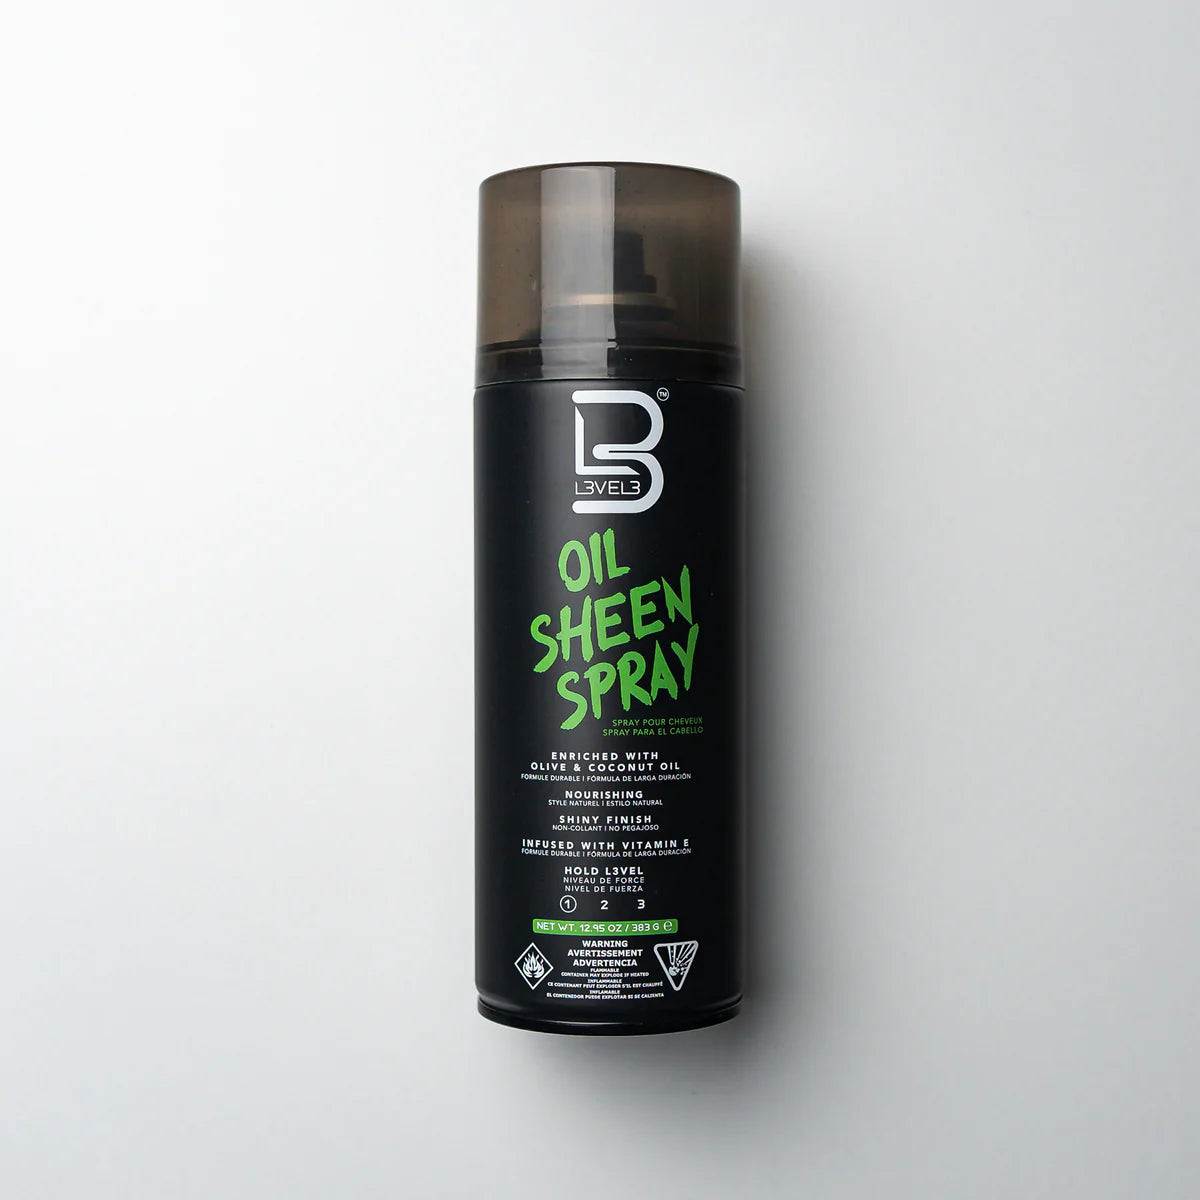 TM
L3VEL3
OIL
SHEEN
SPRAY
SPRAY POUR CHEVEUX
SPRAY PARA EL CABELLO
ENRICHED WITH
OLIVE & COCONUT OIL
FORMULE DURABLE | FÓRMULA DE LARGA DURACIÓN
NOURISHING
STYLE NATUREL | ESTILO NATURAL
SHINY FINISH
NON-COLLANT | NO PEGAJOSO
INFUSED WITH VITAMIN E
FORMULE DURABLE | FÓRMULA DE LARGA DURACIÓN
HOLD L3VEL
NIVEAU DE FORCE
NIVEL DE FUERZA
1 2 3
NET WT. 12.95 OZ / 383 G ℮
WARNING
AVERTISSEMENT
ADVERTENCIA
FLAMMABLE
CONTAINER MAY EXPLODE IF HEATED
INFLAMMABLE
CE CONTENANT PEUT EXPLOSER S'IL EST CHAUFFÉ
INFLAMABLE
EL CONTENEDOR PUEDE EXPLOTAR SI SE CALIENTA